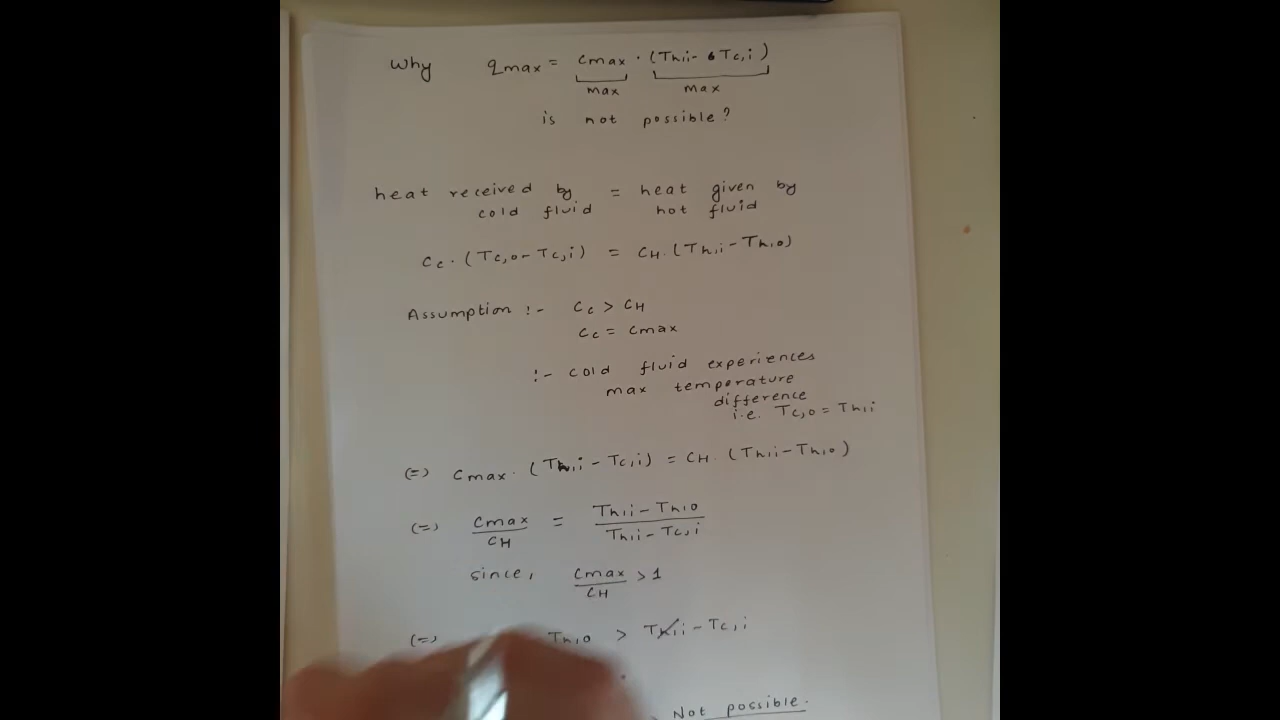 Why qmax = Cmax · (Th,i - Tc,i)
max max
is not possible?
heat received by = heat given by
cold fluid hot fluid
Cc · (Tc,o - Tc,i) = CH · (Th,i - Th,o)
Assumption :- Cc > CH
Cc = Cmax
:- cold fluid experiences
max temperature
difference
i.e. Tc,o = Th,i
(=) Cmax · (Th,i - Tc,i) = CH · (Th,i - Th,o)
(=) Cmax / CH = Th,i - Th,o / Th,i - Tc,i
since, Cmax / CH > 1
(=) Th,o > Th,i - Tc,i
Not possible.